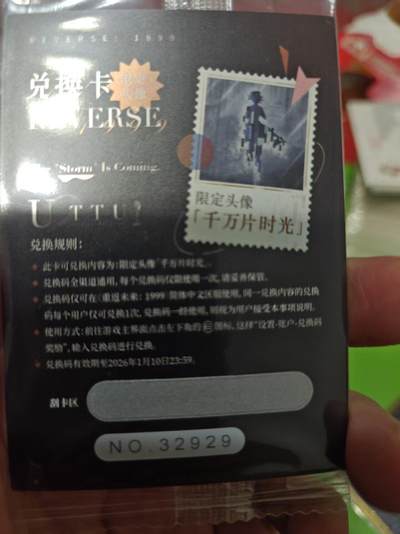 REVERSE: 1999
兑换卡
REVERSE
The "Storm" Is Coming.
UTTU
限定头像
「千万片时光」
兑换规则：
此卡可兑换内容为：限定头像「千万片时光」
兑换码全渠道通用，每个兑换码仅限使用一次，请妥善保管。
兑换码仅可在《重返未来：1999》简体中文区服使用，同一兑换内容的兑换
码每个用户仅可兑换1次，兑换码一经使用，则视为用户接受本事项说明。
使用方式：前往游戏主界面点击左下角的图标，选择"设置-账户-兑换码
奖励"，输入兑换码进行兑换。
兑换码有效期至2026年1月10日23:59。
刮卡区
NO.32929